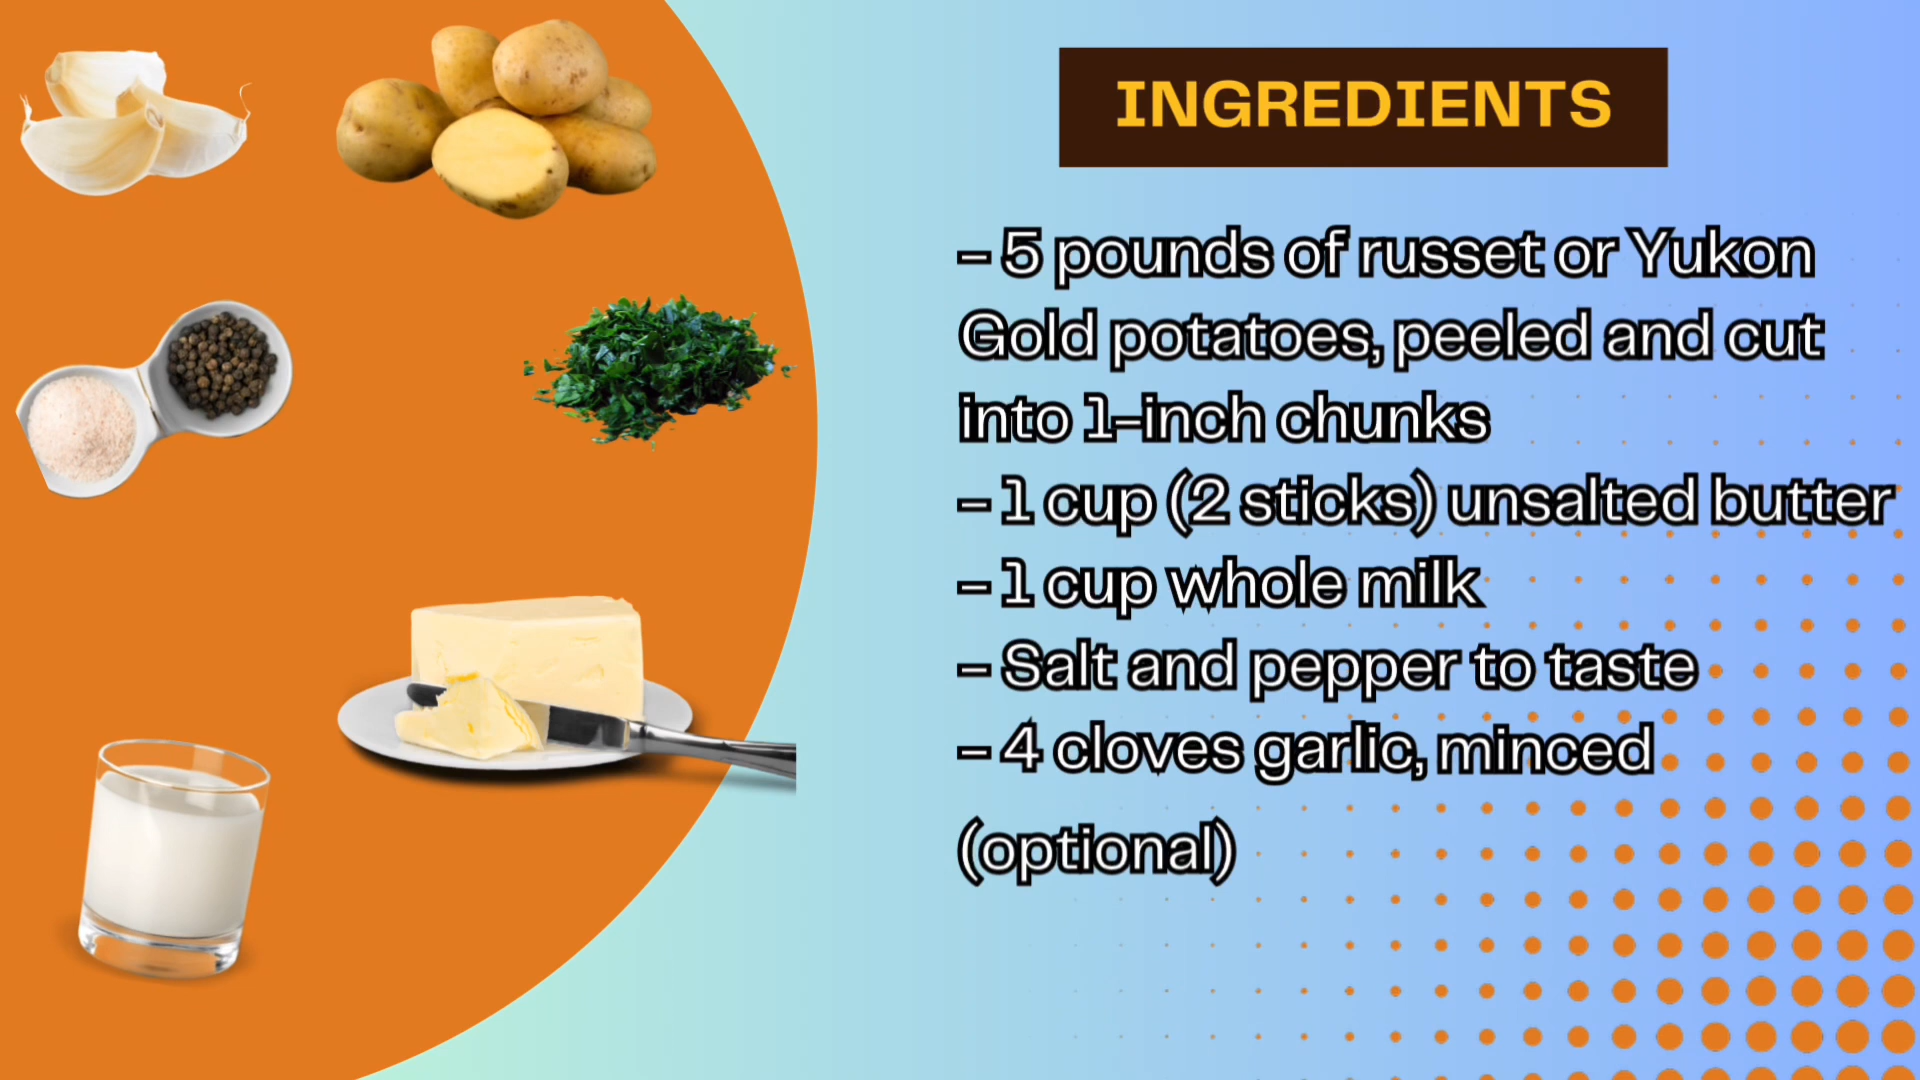 INGREDIENTS
- 5 pounds of russet or Yukon
Gold potatoes, peeled and cut
into 1-inch chunks
- 1 cup (2 sticks) unsalted butter
- 1 cup whole milk
- Salt and pepper to taste
- 4 cloves garlic, minced
(optional)